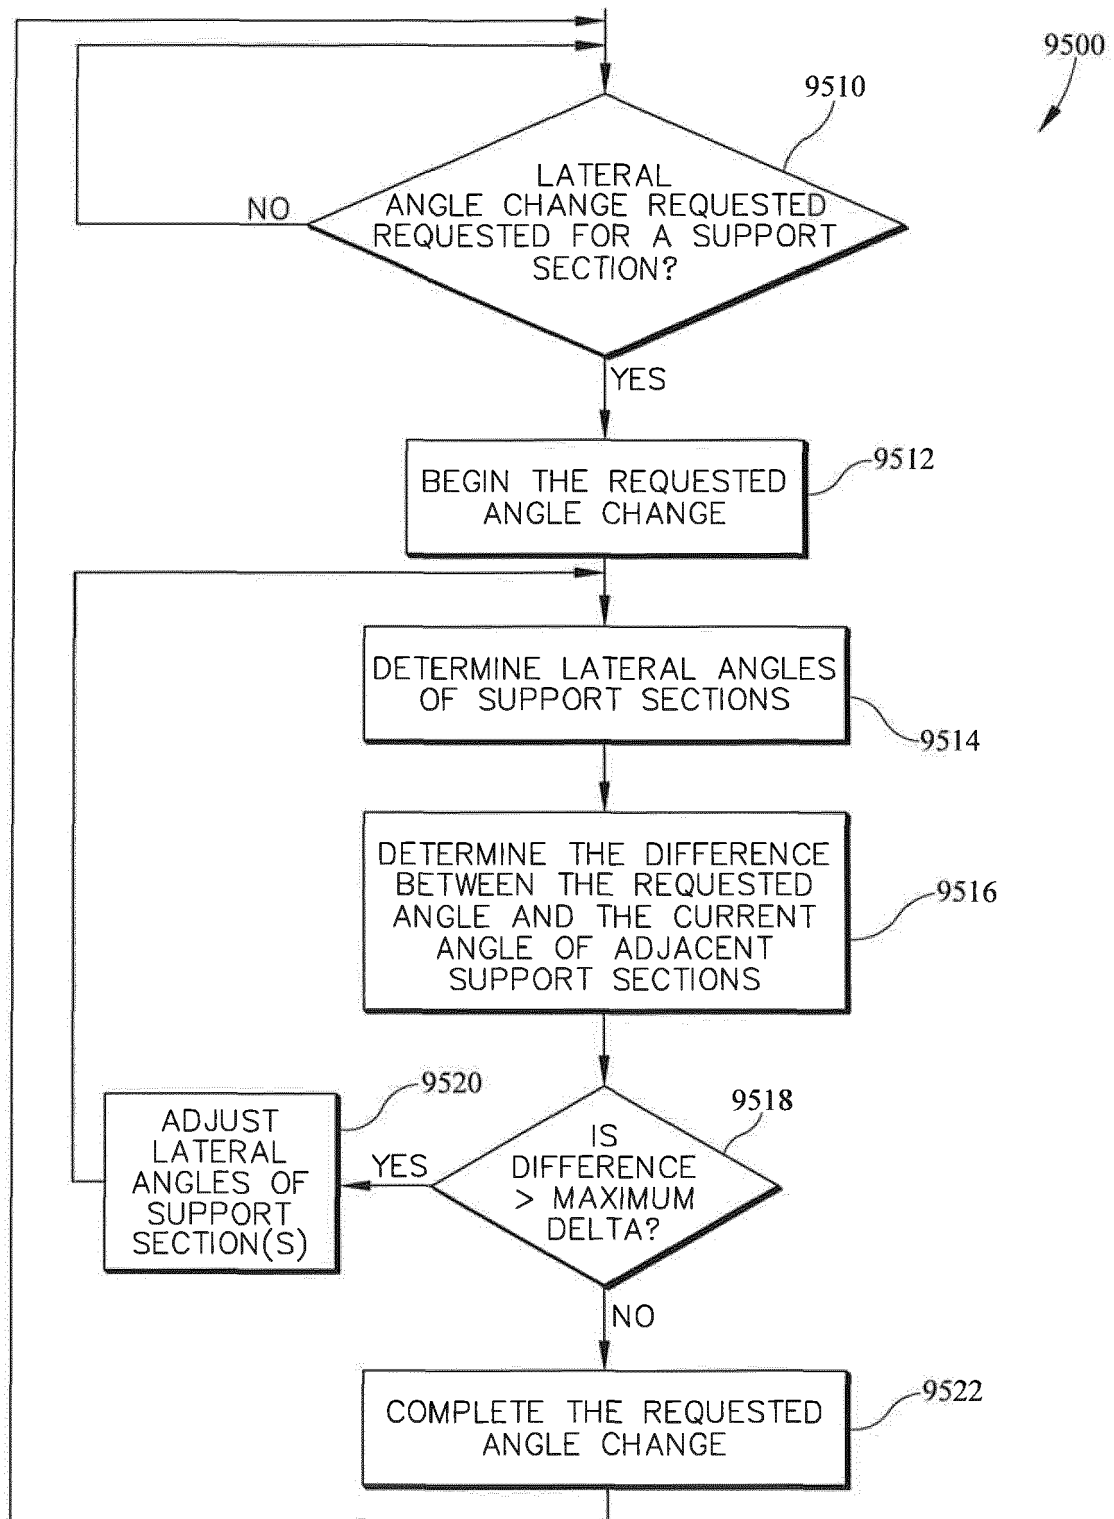 9500
9510
LATERAL
ANGLE CHANGE REQUESTED
REQUESTED FOR A SUPPORT
SECTION?
NO
YES
9512
BEGIN THE REQUESTED
ANGLE CHANGE
DETERMINE LATERAL ANGLES
OF SUPPORT SECTIONS
9514
DETERMINE THE DIFFERENCE
BETWEEN THE REQUESTED
ANGLE AND THE CURRENT
ANGLE OF ADJACENT
SUPPORT SECTIONS
9516
9518
IS
DIFFERENCE
> MAXIMUM
DELTA?
YES
9520
ADJUST
LATERAL
ANGLES OF
SUPPORT
SECTION(S)
NO
9522
COMPLETE THE REQUESTED
ANGLE CHANGE